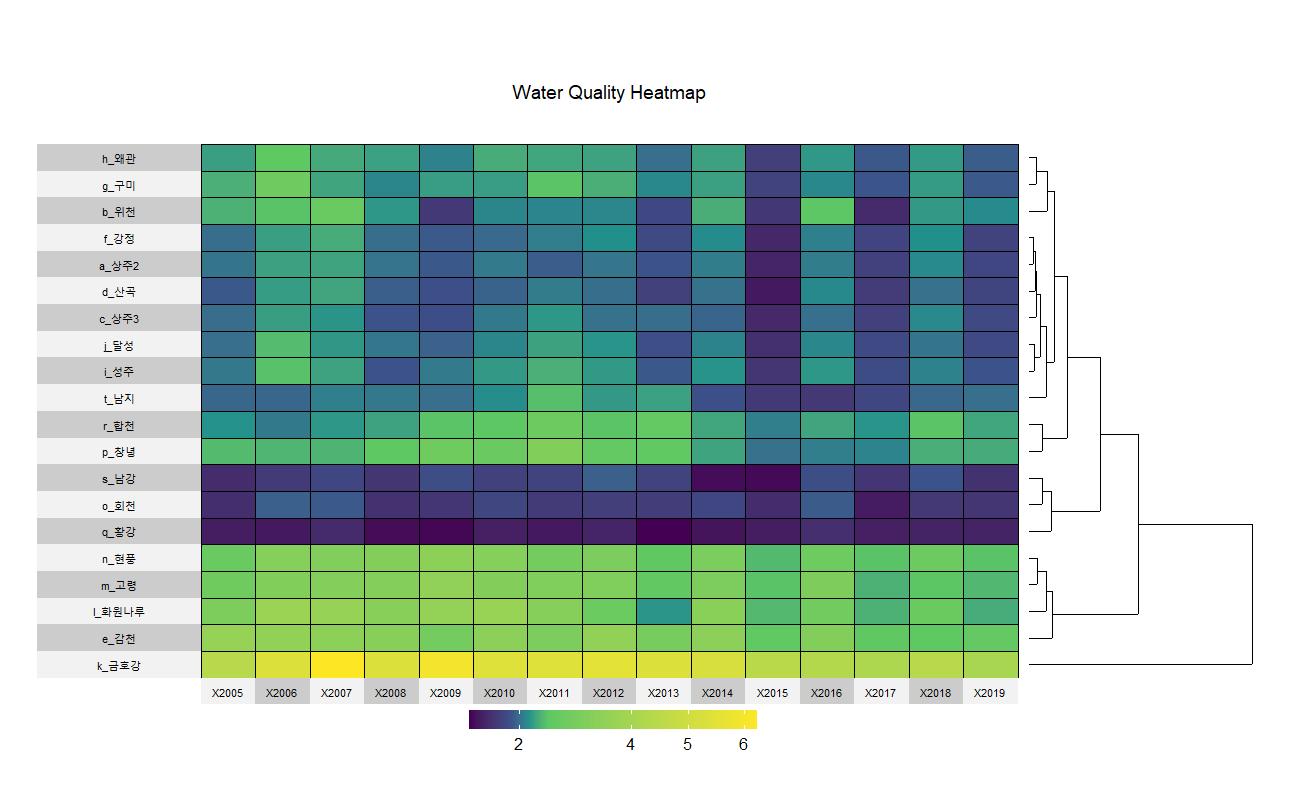 Water Quality Heatmap
h_왜관
g_구미
b_위천
f_강정
a_상주2
d_산곡
c_상주3
j_달성
i_성주
t_남지
r_합천
p_창녕
s_남강
o_회천
q_황강
n_현풍
m_고령
l_화원나루
e_감천
k_금호강
X2005 X2006 X2007 X2008 X2009 X2010 X2011 X2012 X2013 X2014 X2015 X2016 X2017 X2018 X2019
2 4 5 6